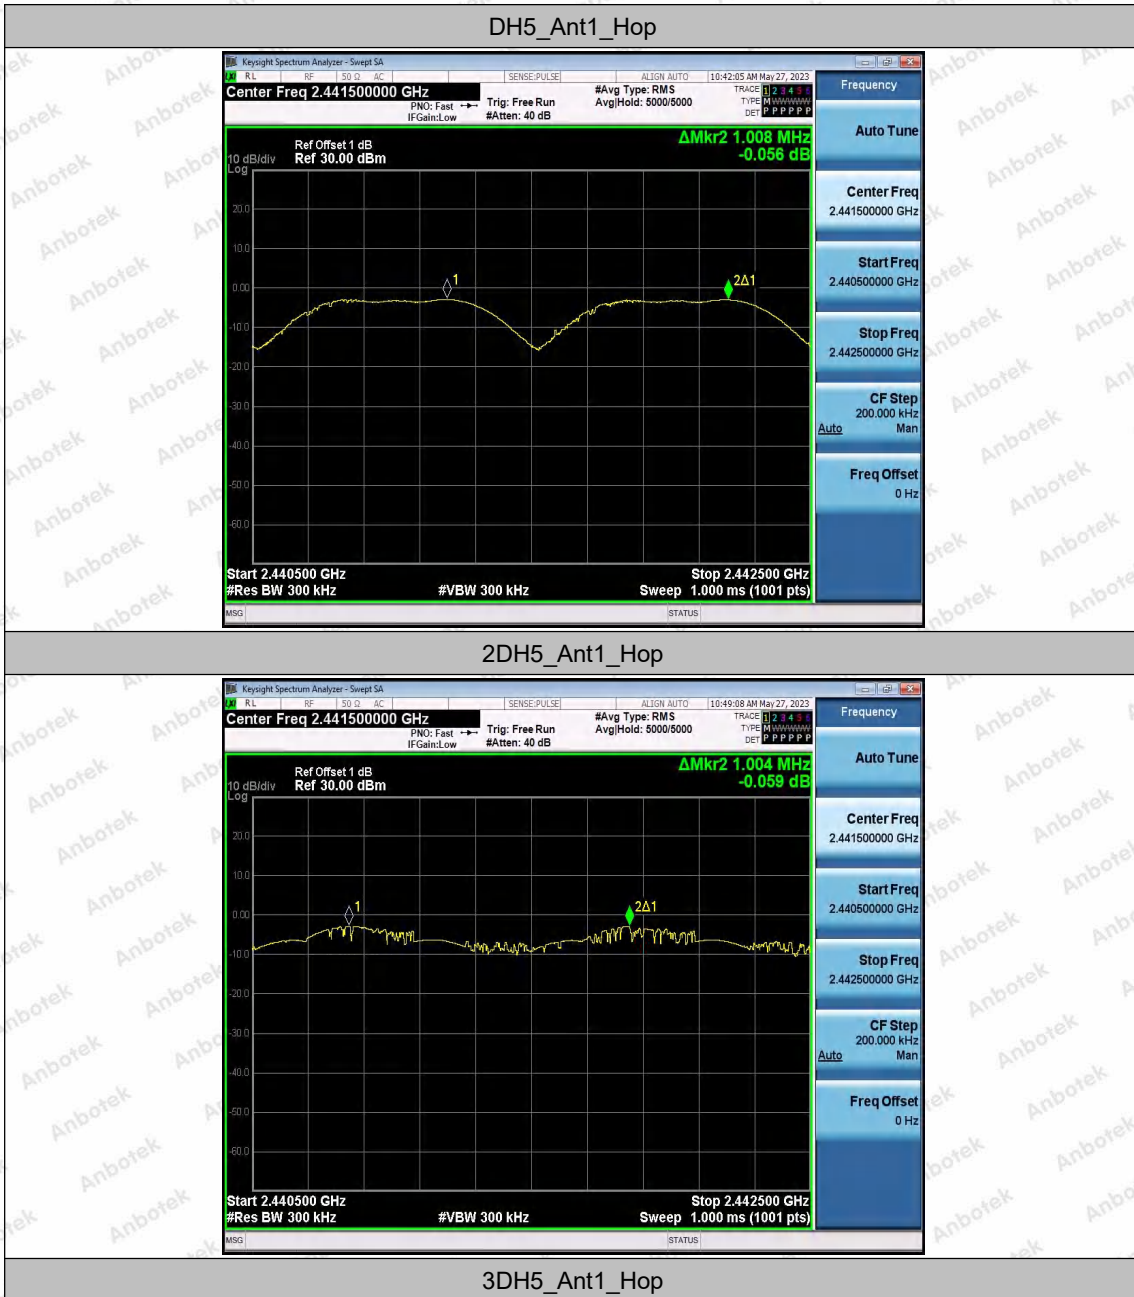 DH5_Ant1_Hop
Keysight Spectrum Analyzer - Swept SA
RL RF 50 Ω AC SENSE:PULSE ALIGN AUTO 10:42:05 AM May 27, 2023
Center Freq 2.441500000 GHz #Avg Type: RMS TRACE 1 2 3 4 5 6
PNO: Fast Trig: Free Run Avg|Hold: 5000/5000 TYPE M WWWWW
IFGain:Low #Atten: 40 dB DET P P P P P P
Frequency
Auto Tune
Center Freq
2.441500000 GHz
Start Freq
2.440500000 GHz
Stop Freq
2.442500000 GHz
CF Step
200.000 kHz
Auto Man
Freq Offset
0 Hz
ΔMkr2 1.008 MHz
-0.056 dB
Ref Offset 1 dB
10 dB/div Ref 30.00 dBm
Log
20.0
10.0
0.00
-10.0
-20.0
-30.0
-40.0
-50.0
-60.0
1
2Δ1
Start 2.440500 GHz Stop 2.442500 GHz
#Res BW 300 kHz #VBW 300 kHz Sweep 1.000 ms (1001 pts)
MSG STATUS
2DH5_Ant1_Hop
Keysight Spectrum Analyzer - Swept SA
RL RF 50 Ω AC SENSE:PULSE ALIGN AUTO 10:49:08 AM May 27, 2023
Center Freq 2.441500000 GHz #Avg Type: RMS TRACE 1 2 3 4 5 6
PNO: Fast Trig: Free Run Avg|Hold: 5000/5000 TYPE M WWWWW
IFGain:Low #Atten: 40 dB DET P P P P P P
Frequency
Auto Tune
Center Freq
2.441500000 GHz
Start Freq
2.440500000 GHz
Stop Freq
2.442500000 GHz
CF Step
200.000 kHz
Auto Man
Freq Offset
0 Hz
ΔMkr2 1.004 MHz
-0.059 dB
Ref Offset 1 dB
10 dB/div Ref 30.00 dBm
Log
20.0
10.0
0.00
-10.0
-20.0
-30.0
-40.0
-50.0
-60.0
1
2Δ1
Start 2.440500 GHz Stop 2.442500 GHz
#Res BW 300 kHz #VBW 300 kHz Sweep 1.000 ms (1001 pts)
MSG STATUS
3DH5_Ant1_Hop
Anbotek